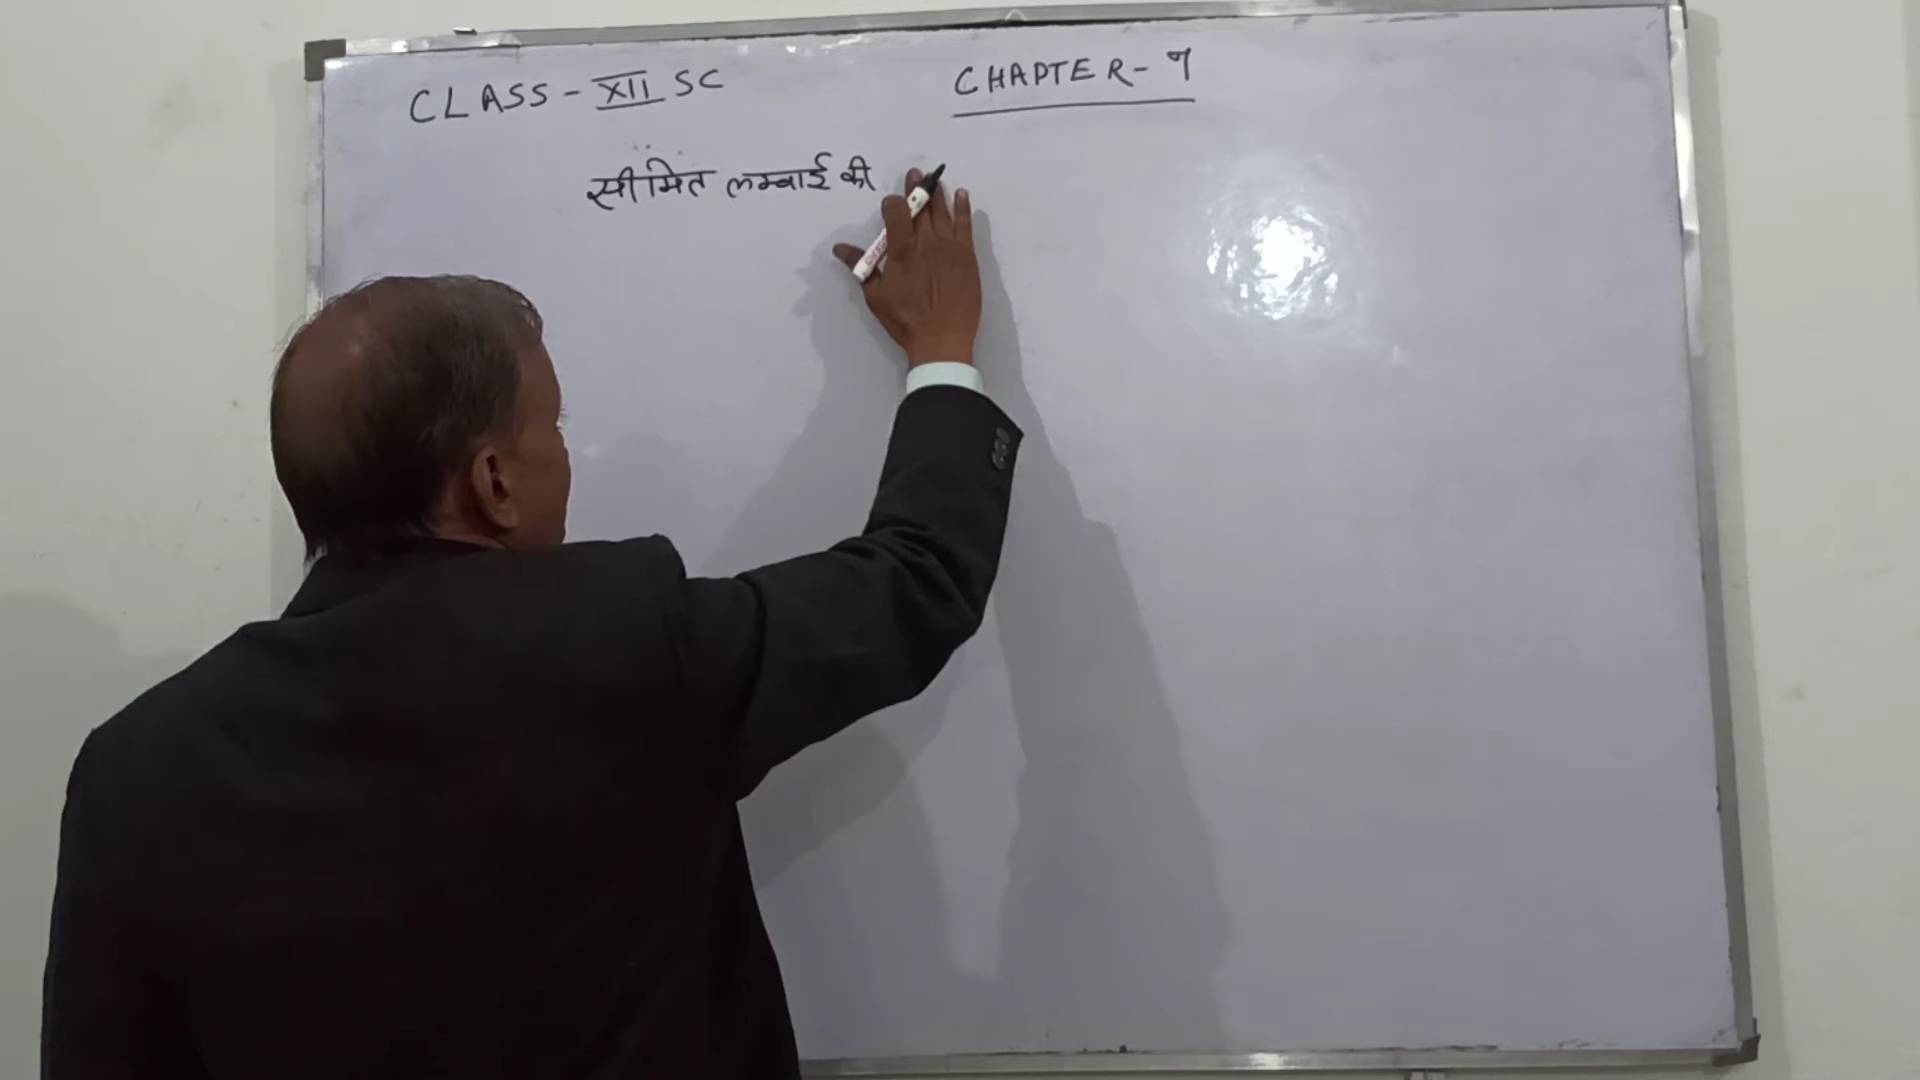 CLASS - XII SC
CHAPTER - 9
सीमित लम्बाई की